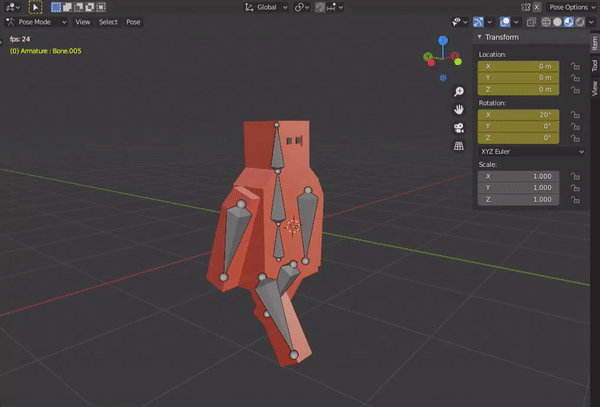 Global
Pose Options
Pose Mode
View
Select
Pose
X
fps: 24
(0) Armature : Bone.005
Transform
Location:
X 0 m
Y 0 m
Z 0 m
Rotation:
X 20°
Y 0°
Z 0°
XYZ Euler
Scale:
X 1.000
Y 1.000
Z 1.000
Item
Tool
View
Z